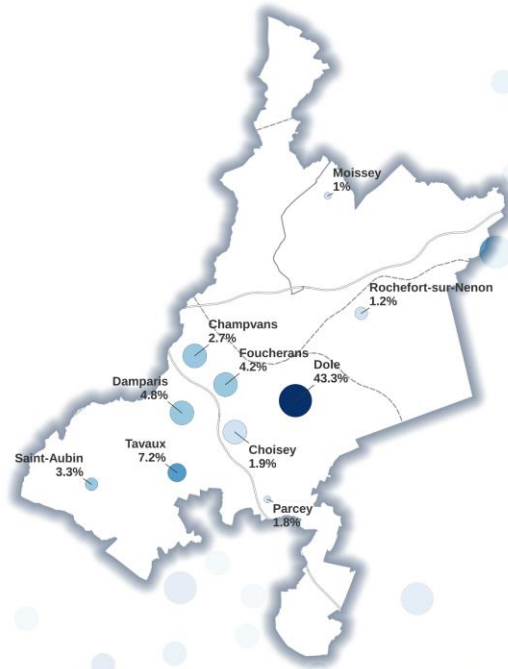 Moissey
1%
Rochefort-sur-Nenon
1.2%
Champvans
2.7%
Foucherans
4.2%
Dole
43.3%
Damparis
4.8%
Choisey
1.9%
Tavaux
7.2%
Saint-Aubin
3.3%
Parcey
1.8%